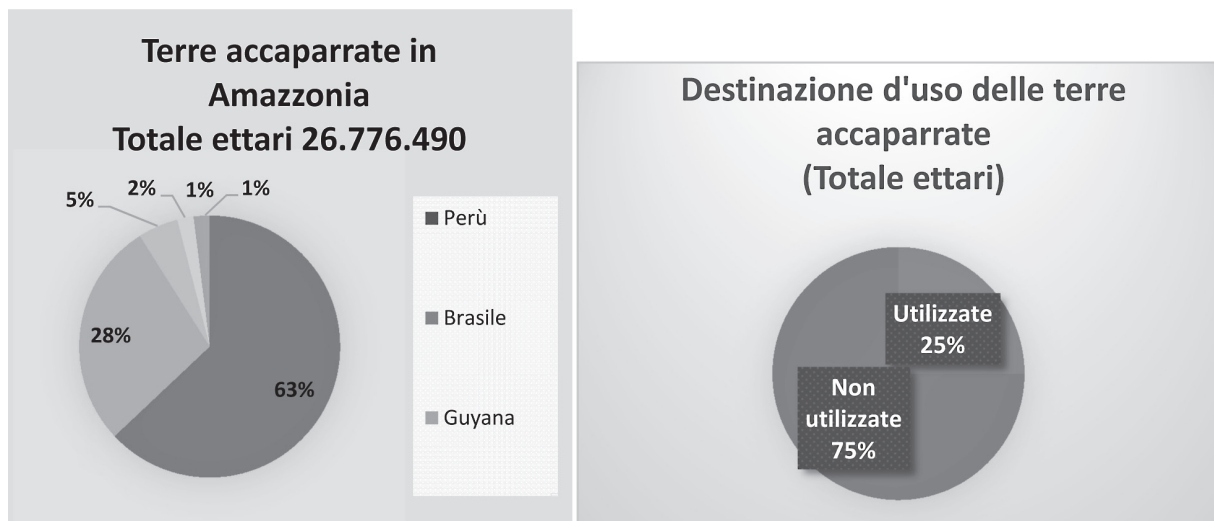 Terre accaparrate in
Amazzonia
Totale ettari 26.776.490
5%
2%
1%
1%
28%
63%
Perù
Brasile
Guyana
Destinazione d'uso delle terre
accaparrate
(Totale ettari)
Utilizzate
25%
Non
utilizzate
75%